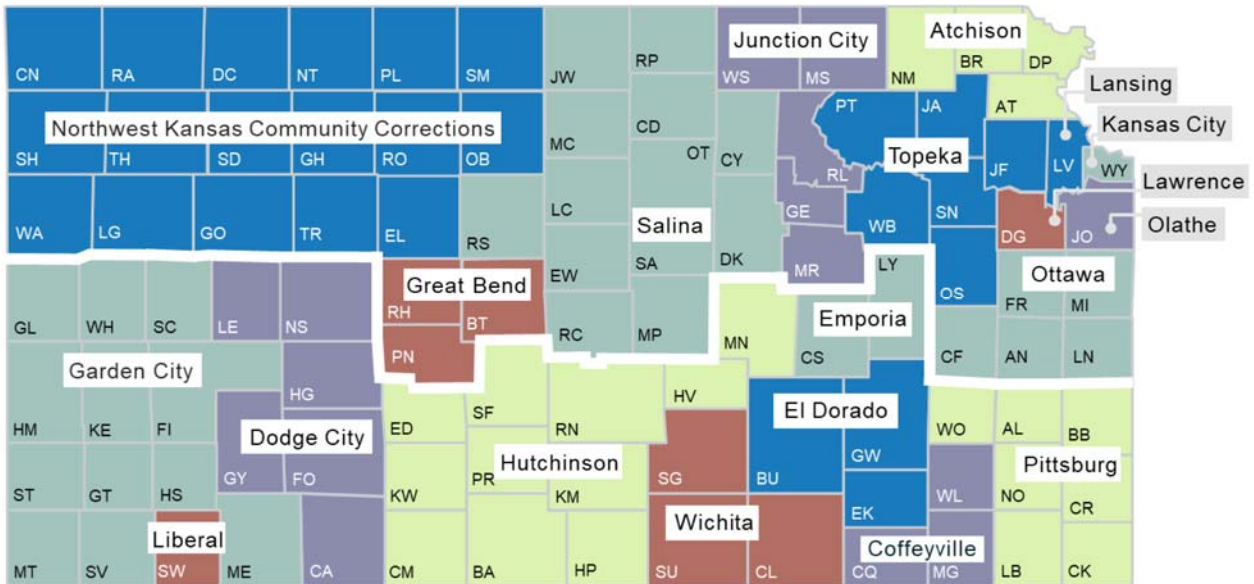 Junction City
Atchison
CN
RA
DC
NT
PL
SM
JW
RP
WS
MS
NM
BR
DP
Lansing
AT
PT
JA
Kansas City
Northwest Kansas Community Corrections
SH
TH
SD
GH
RO
OB
MC
CD
OT
CY
RL
Topeka
JF
LV
WY
Lawrence
WA
LG
GO
TR
EL
RS
LC
Salina
GE
WB
SN
DG
JO
Olathe
EW
SA
DK
MR
LY
OS
Ottawa
FR
MI
GL
WH
SC
LE
NS
Great Bend
RH
BT
PN
RC
MP
MN
Emporia
CS
CF
AN
LN
Garden City
HG
HM
KE
FI
Dodge City
ED
SF
RN
HV
El Dorado
WO
AL
BB
GY
FO
Hutchinson
PR
KM
SG
BU
GW
Pittsburg
ST
GT
HS
KW
WL
NO
CR
Liberal
Wichita
EK
Coffeyville
MT
SV
SW
ME
CA
CM
BA
HP
SU
CL
CQ
MG
LB
CK